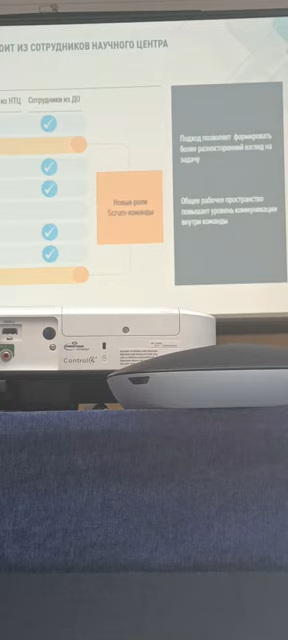 ОИТ ИЗ СОТРУДНИКОВ НАУЧНОГО ЦЕНТРА
из НТЦ Сотрудники из ДО
Новые роли
Scrum-команды
Подход позволяет формировать
более разносторонний взгляд на
задачу
Общее рабочее пространство
повышает уровень коммуникации
внутри команды
Control4